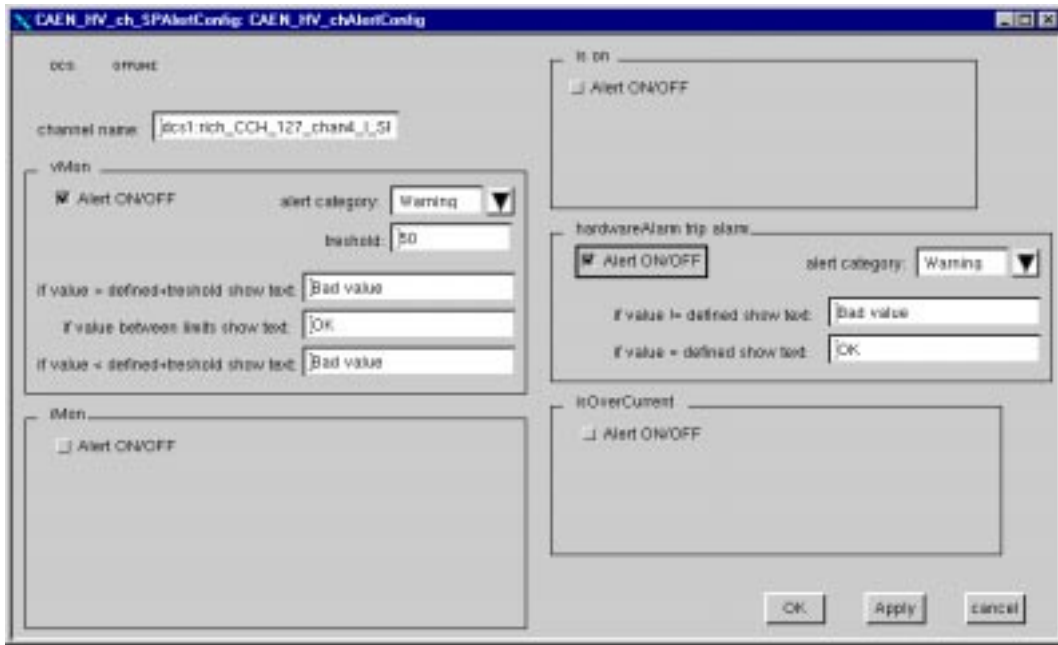 CAEN_HV_ch_SPAlertConfig: CAEN_HV_chAlertConfig
DCS OFFLINE
channel name: dcs1:rich_CCH_127_chan4_I_SP
vMon
Alert ON/OFF alert category: Warning
treshold: 50
if value > defined+treshold show text: Bad value
if value between limits show text: OK
if value < defined+treshold show text: Bad value
iMon
Alert ON/OFF
is on
Alert ON/OFF
hardwareAlarm trip alarm
Alert ON/OFF alert category: Warning
if value != defined show text: Bad value
if value = defined show text: OK
isOverCurrent
Alert ON/OFF
OK Apply cancel